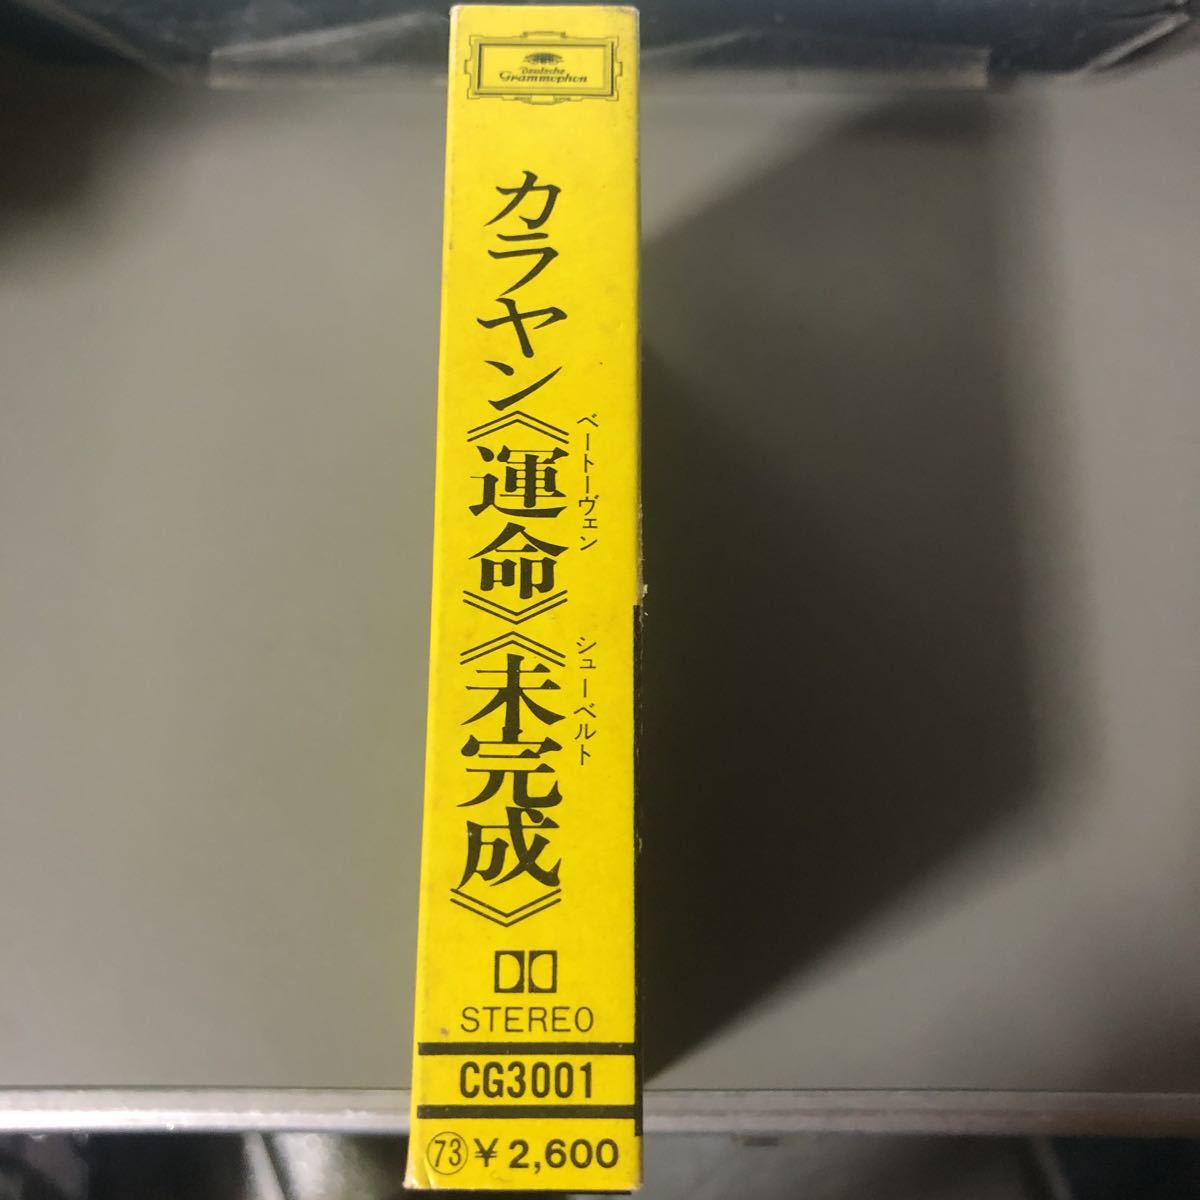 Deutsche
Grammophon
カラヤン《運命》《未完成》
ベートーヴェン
シューベルト
STEREO
CG3001
㊼¥2,600